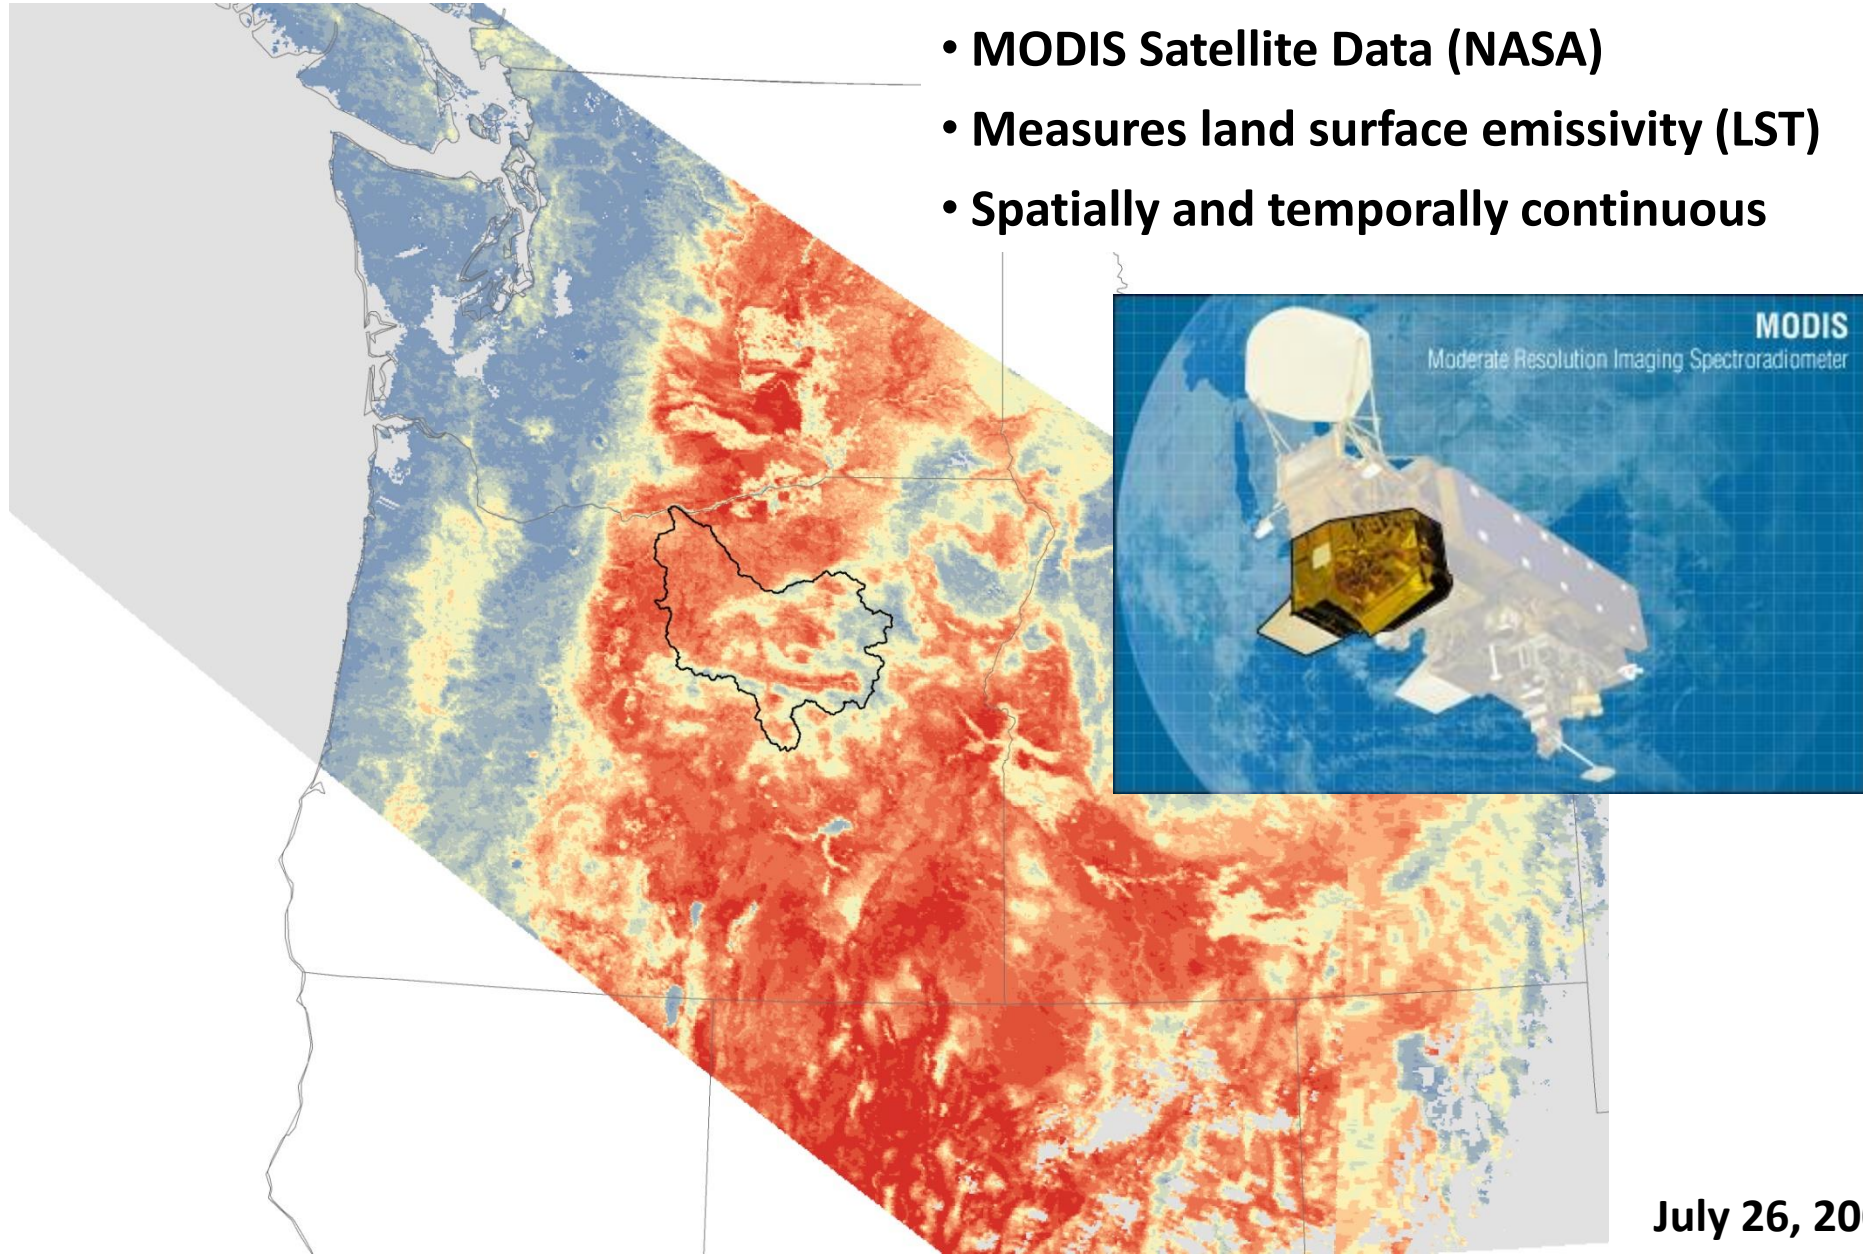 • MODIS Satellite Data (NASA)
• Measures land surface emissivity (LST)
• Spatially and temporally continuous
MODIS
Moderate Resolution Imaging Spectroradiometer
July 26,